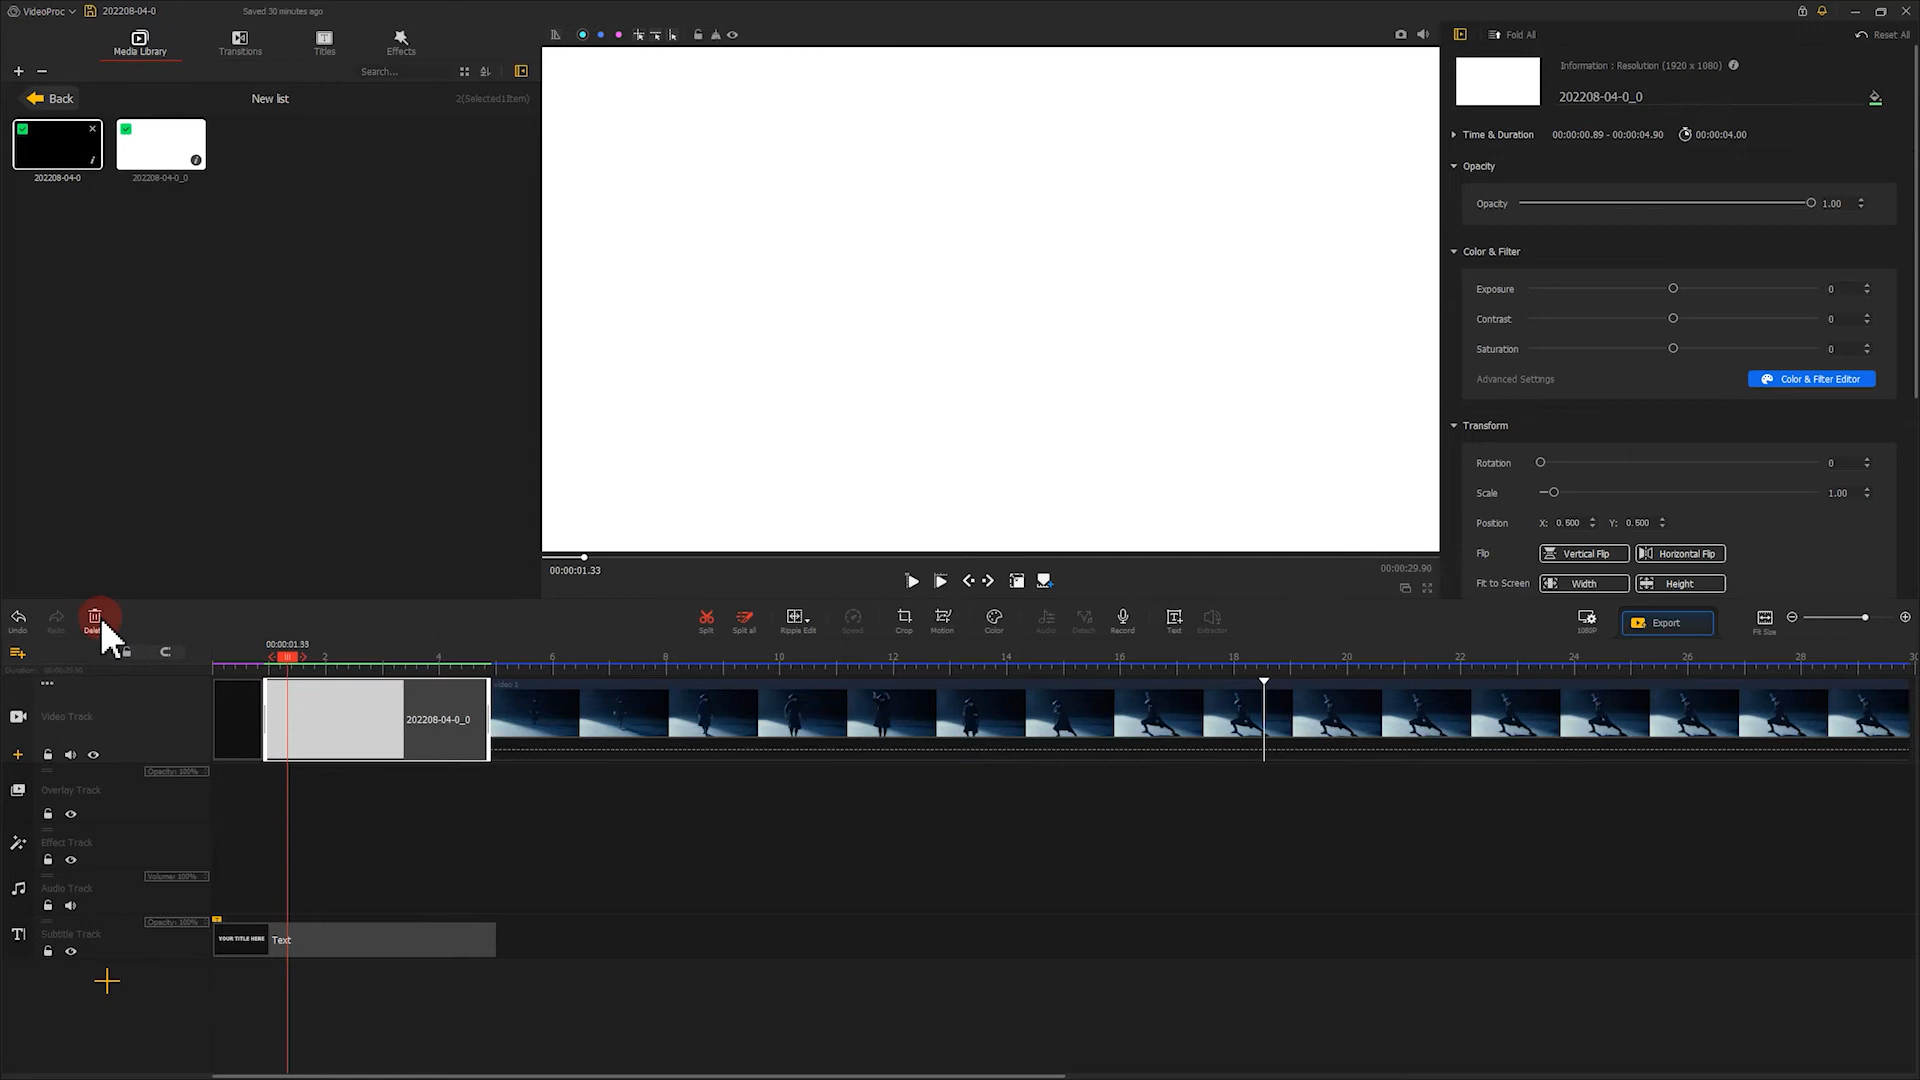 VideoProc
202208-04-0
Saved 30 minutes ago
Media Library
Transitions
Titles
Effects
Fold All
Reset All
Search...
Information : Resolution (1920 x 1080)
Back
New list
2(Selected1Item)
202208-04-0_0
Time & Duration
00:00:00.89 - 00:00:04.90
00:00:04.00
Opacity
202208-04-0
202208-04-0_0
Opacity
1.00
Color & Filter
Exposure
0
Contrast
0
Saturation
0
Advanced Settings
Color & Filter Editor
Transform
Rotation
0
Scale
1.00
Position
X: 0.500
Y: 0.500
Flip
Vertical Flip
Horizontal Flip
00:00:01.33
00:00:29.90
Fit to Screen
Width
Height
Undo
Redo
Split
Split all
Ripple Edit
Speed
Crop
Motion
Color
Audio
Detach
Record
Text
Extractor
1080P
Export
Fit Size
00:00:01.33
2
4
6
8
10
12
14
16
18
20
22
24
26
28
30
video 1
Video Track
202208-04-0_0
Opacity: 100%
Overlay Track
Effect Track
Volume: 100%
Audio Track
Opacity: 100%
Subtitle Track
YOUR TITLE HERE
Text